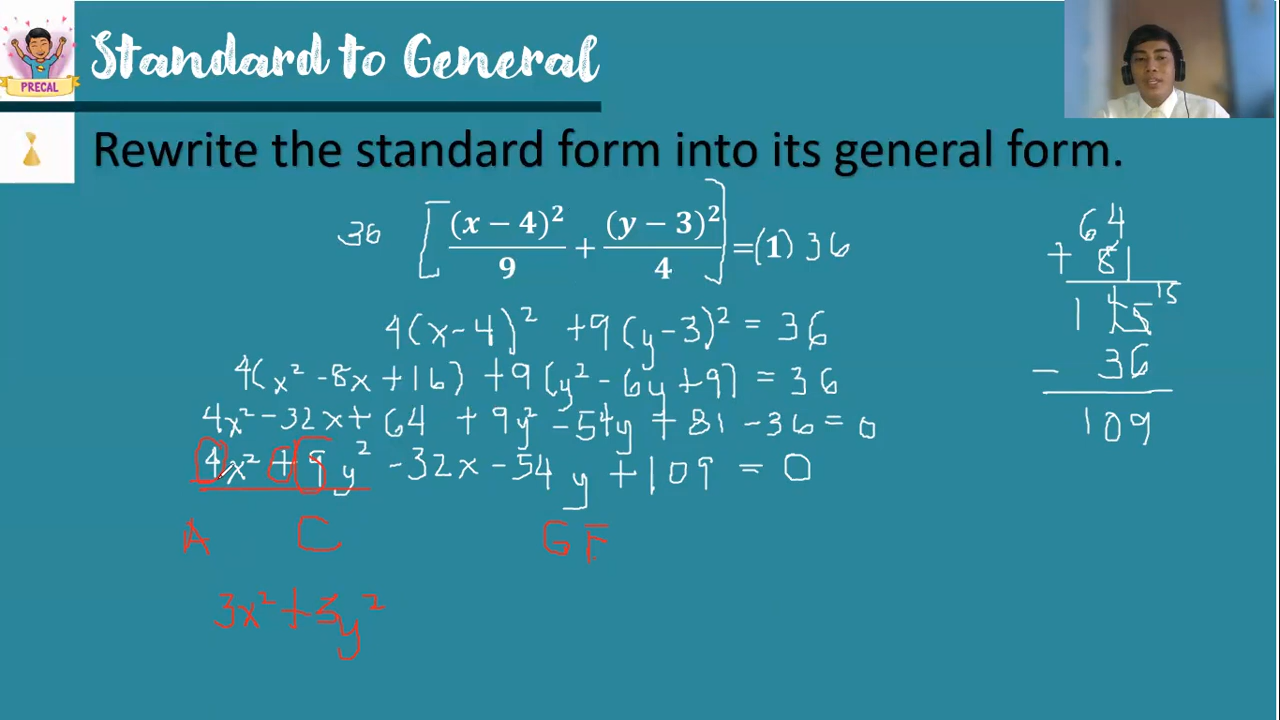 PRECAL
Standard to General
Rewrite the standard form into its general form.
36 [(x − 4)²/9 + (y − 3)²/4] = (1) 36
4(x-4)² +9(y-3)² = 36
4(x² -8x +16) +9(y² -6y +9) = 36
4x² -32x + 64 + 9y² -54y + 81 -36 = 0
4x² + 9y² -32x -54y +109 = 0
A C GF
3x² + 3y²
64
+ 81
145 15
- 36
109